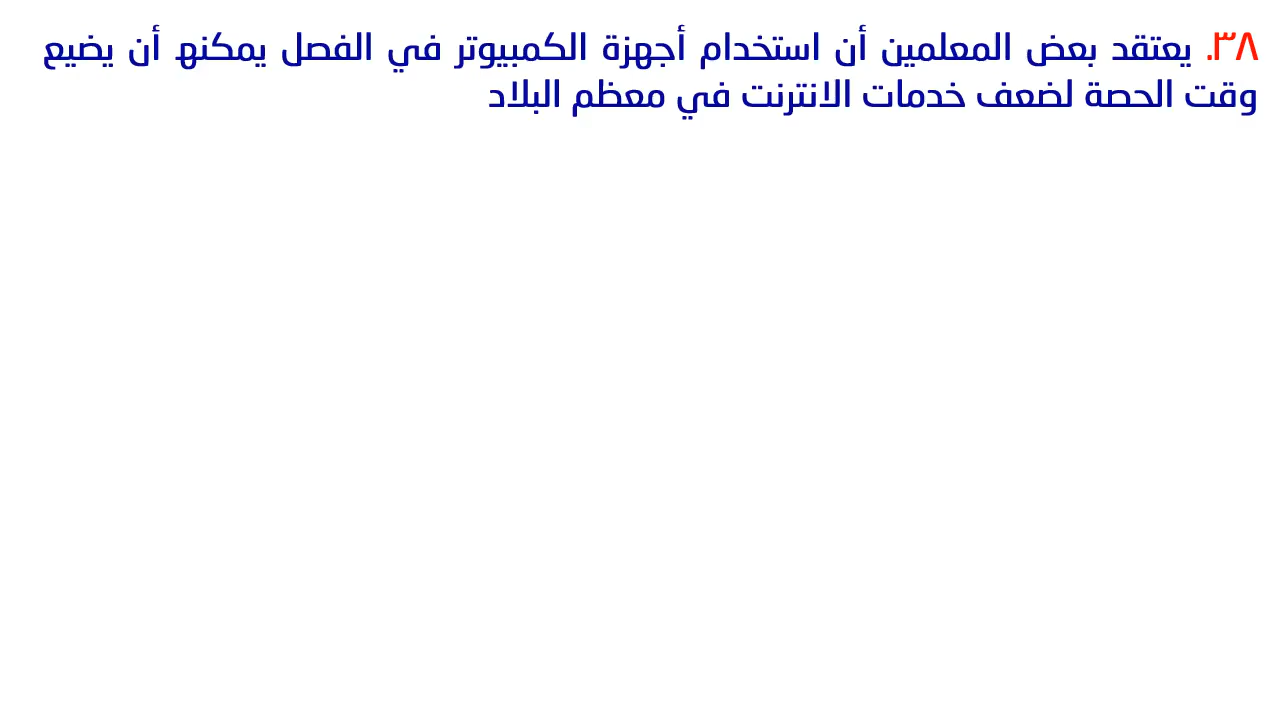 ٣٨. يعتقد بعض المعلمين أن استخدام أجهزة الكمبيوتر في الفصل يمكنه أن يضيع
وقت الحصة لضعف خدمات الانترنت في معظم البلاد